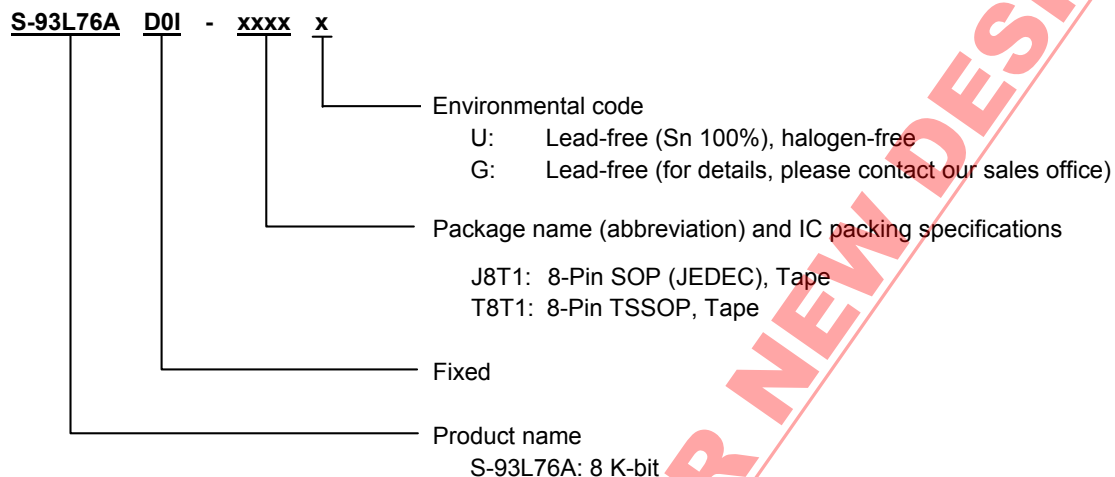 S-93L76A D0I - xxxx x
Environmental code
U: Lead-free (Sn 100%), halogen-free
G: Lead-free (for details, please contact our sales office)
Package name (abbreviation) and IC packing specifications
J8T1: 8-Pin SOP (JEDEC), Tape
T8T1: 8-Pin TSSOP, Tape
Fixed
Product name
S-93L76A: 8 K-bit
R NEW DES